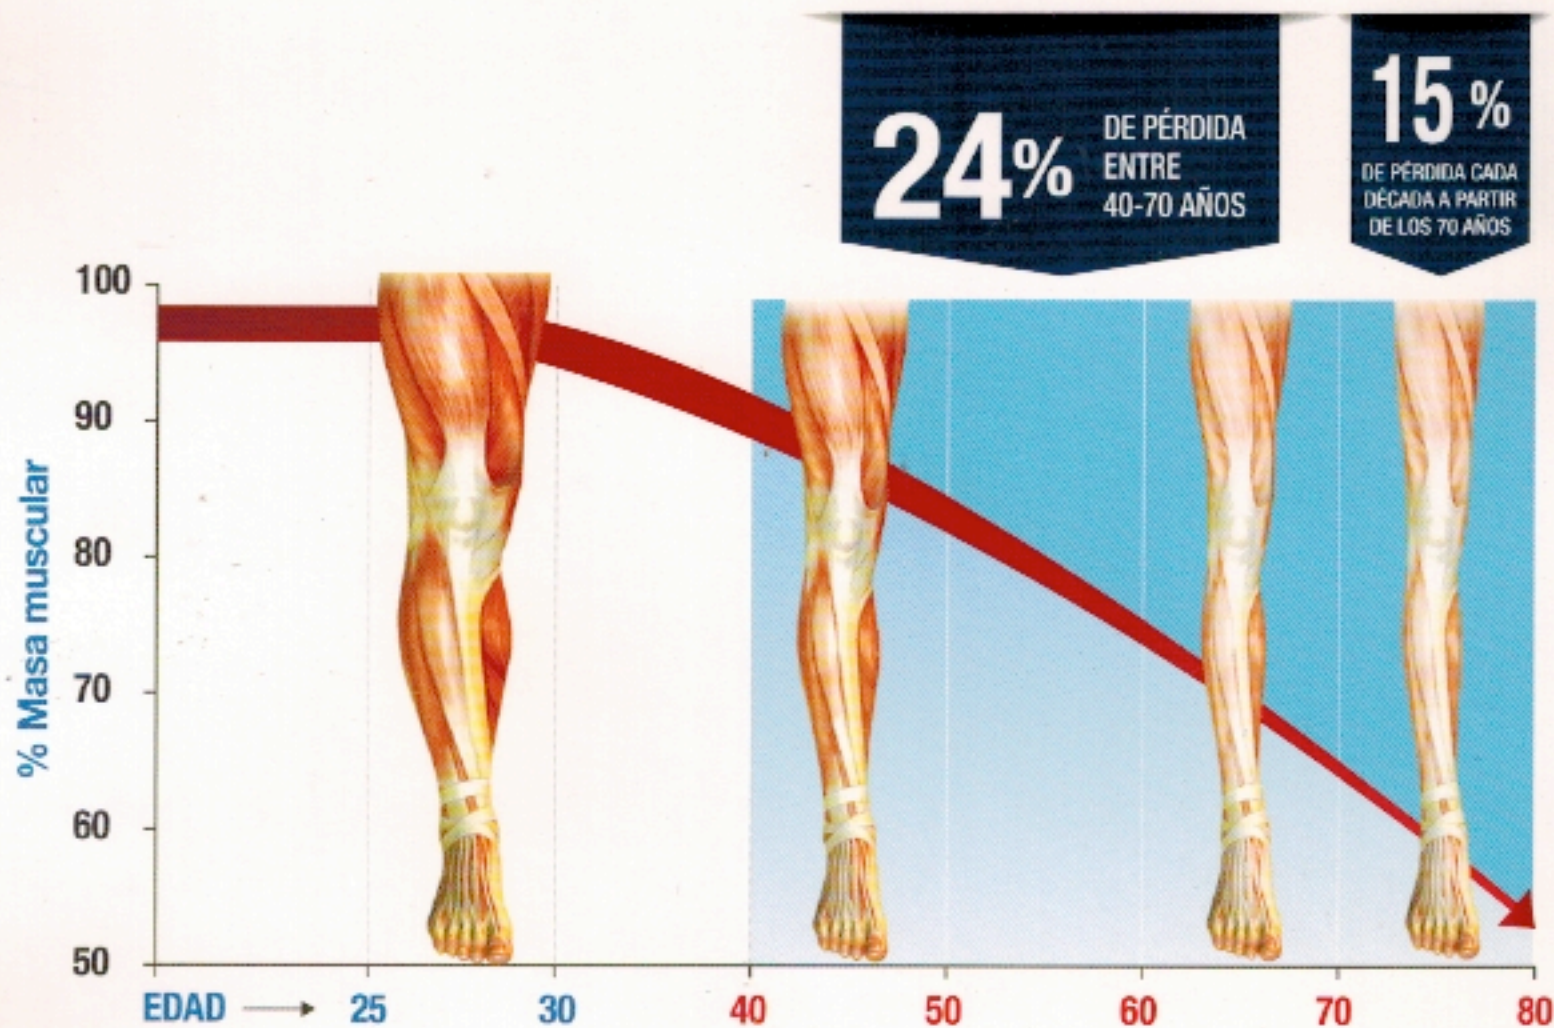 24%
DE PÉRDIDA
ENTRE
40-70 AÑOS
15 %
DE PÉRDIDA CADA
DÉCADA A PARTIR
DE LOS 70 AÑOS
% Masa muscular
100
90
80
70
60
50
EDAD → 25 30 40 50 60 70 80